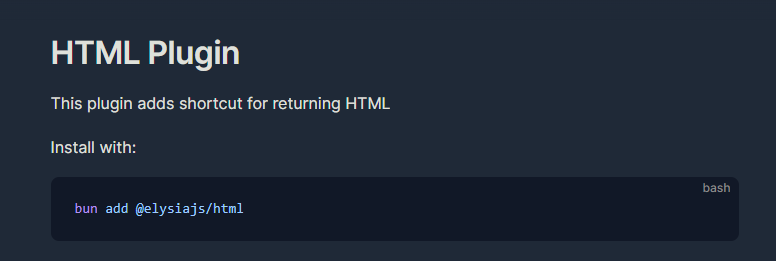 HTML Plugin
This plugin adds shortcut for returning HTML
Install with:
bash
bun add @elysiajs/html